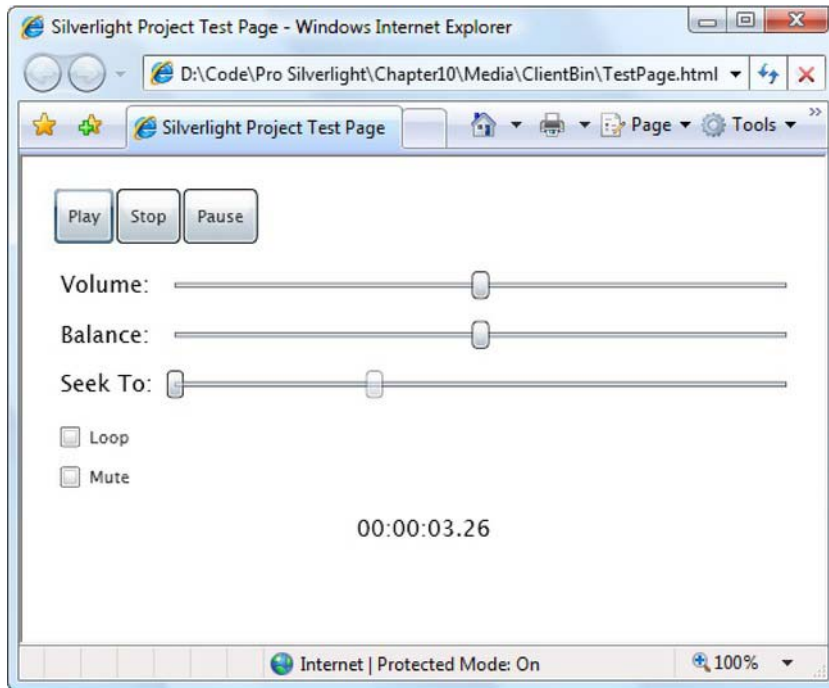 Silverlight Project Test Page - Windows Internet Explorer
D:\Code\Pro Silverlight\Chapter10\Media\ClientBin\TestPage.html
Silverlight Project Test Page Page Tools »
Play Stop Pause
Volume:
Balance:
Seek To:
Loop
Mute
00:00:03.26
Internet | Protected Mode: On 100%